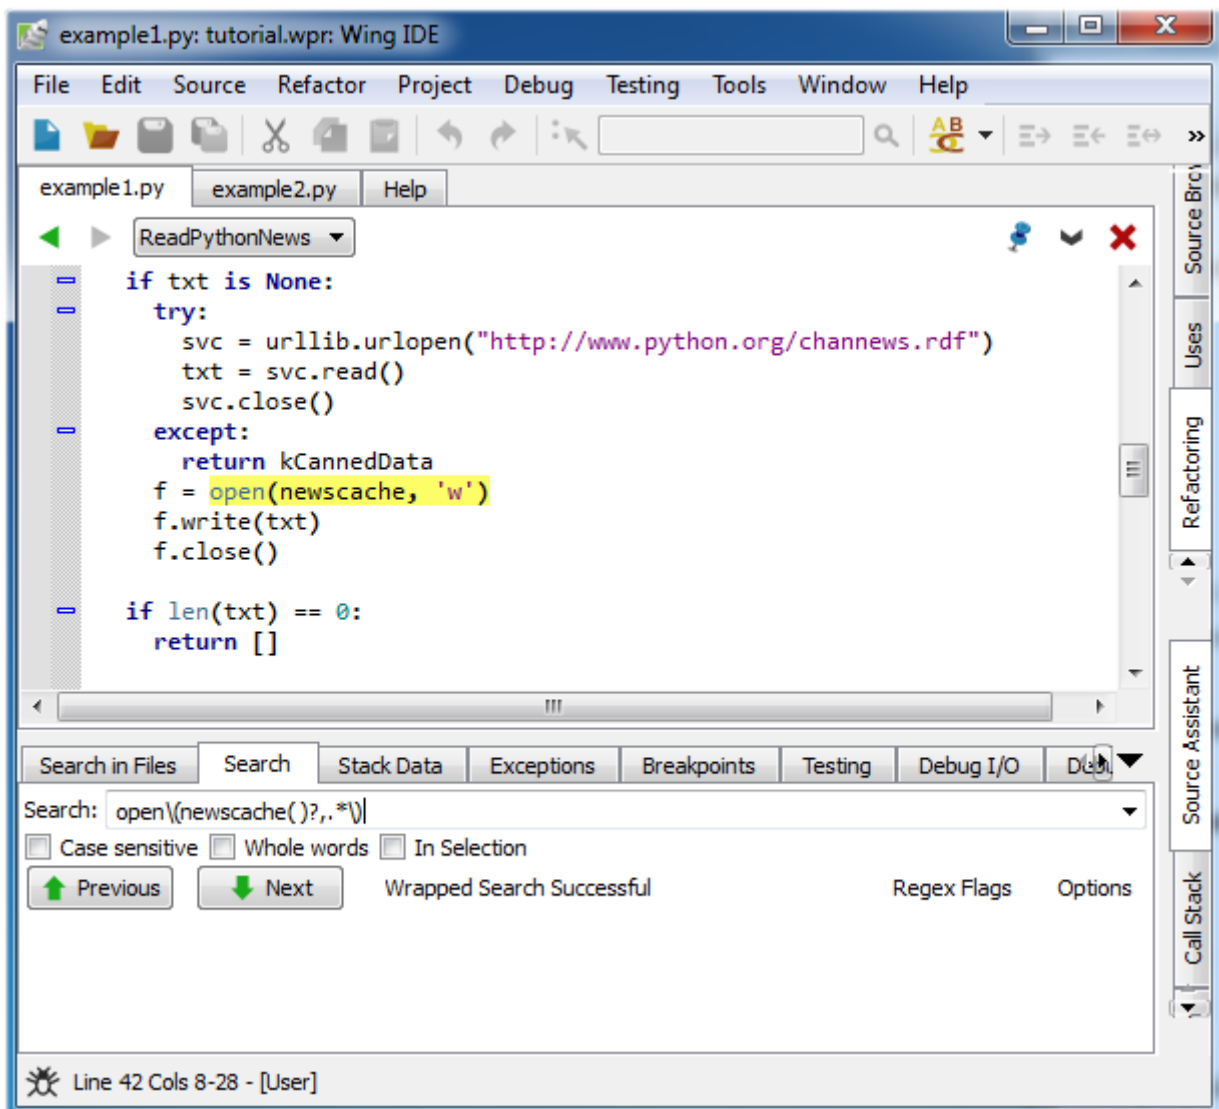 example1.py: tutorial.wpr: Wing IDE
File Edit Source Refactor Project Debug Testing Tools Window Help
example1.py example2.py Help
ReadPythonNews
if txt is None:
try:
svc = urllib.urlopen("http://www.python.org/channews.rdf")
txt = svc.read()
svc.close()
except:
return kCannedData
f = open(newscache, 'w')
f.write(txt)
f.close()
if len(txt) == 0:
return []
Source
Uses
Refactoring
Source Assistant
Call Stack
Search in Files Search Stack Data Exceptions Breakpoints Testing Debug I/O
Search: open\(newscache( )?,.*\)
Case sensitive Whole words In Selection
Previous Next Wrapped Search Successful Regex Flags Options
Line 42 Cols 8-28 - [User]